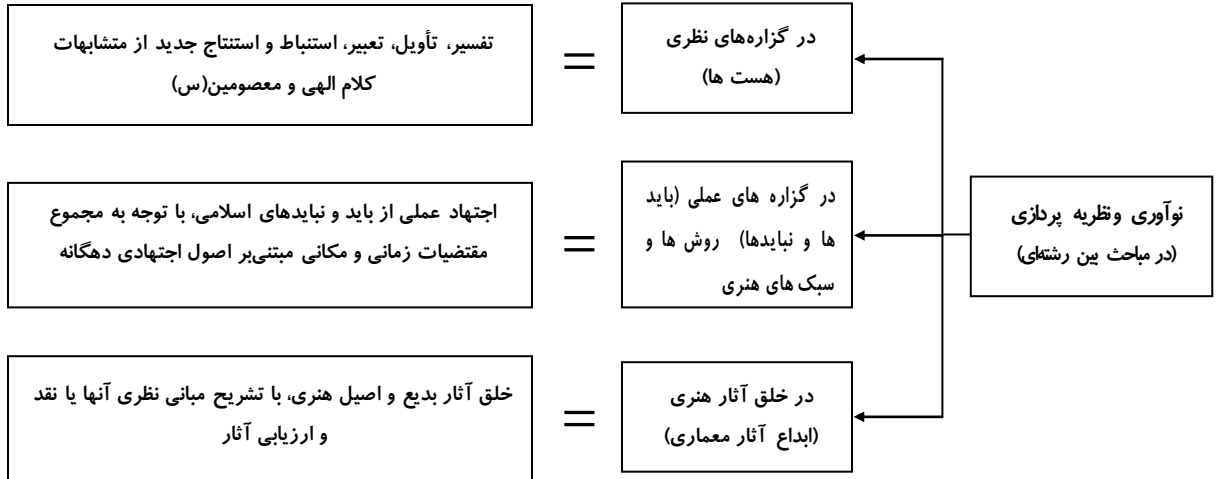 نوآوری ونظریه پردازی
(در مباحث بین رشته‌ای)
در گزاره‌های نظری
(هست ها)
=
تفسیر، تأویل، تعبیر، استنباط و استنتاج جدید از متشابهات
کلام الهی و معصومین(س)
در گزاره های عملی (باید
ها و نبایدها) روش ها و
سبک های هنری
=
اجتهاد عملی از باید و نبایدهای اسلامی، با توجه به مجموع
مقتضیات زمانی و مکانی مبتنی‌بر اصول اجتهادی دهگانه
در خلق آثار هنری
(ابداع آثار معماری)
=
خلق آثار بدیع و اصیل هنری، با تشریح مبانی نظری آنها یا نقد
و ارزیابی آثار